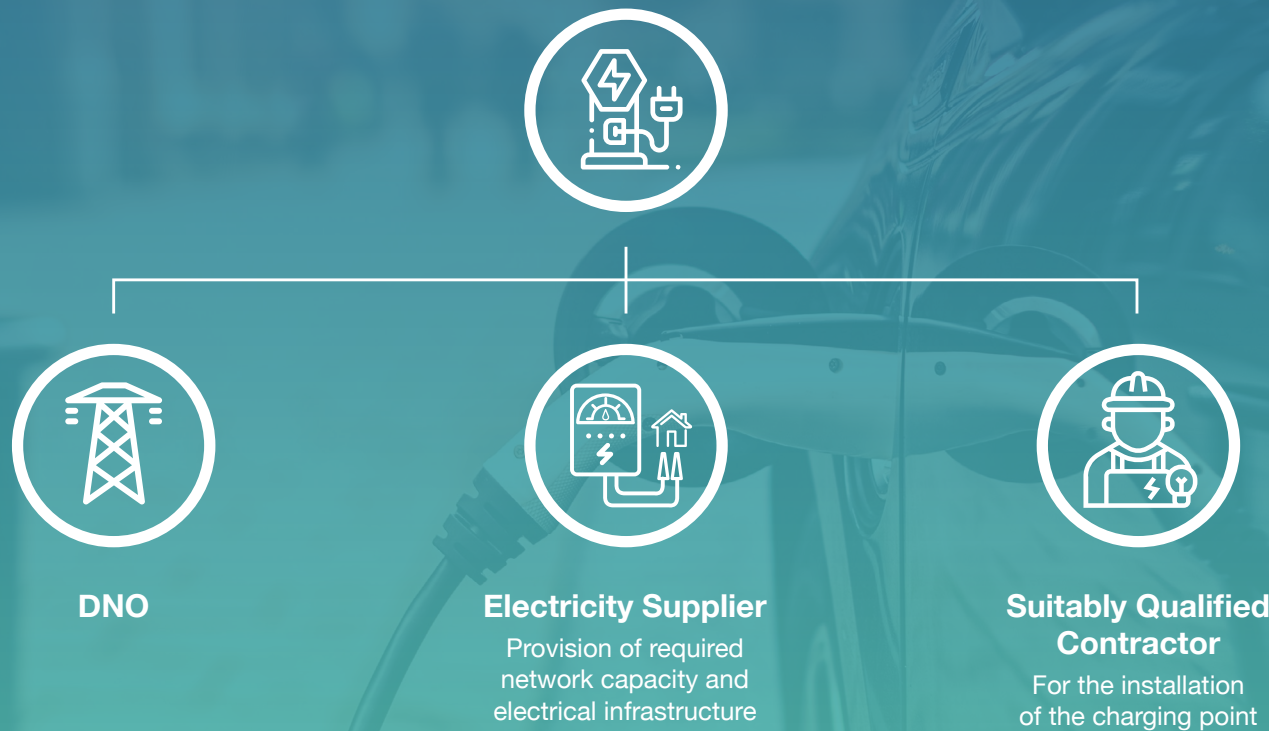 DNO
Electricity Supplier
Provision of required
network capacity and
electrical infrastructure
Suitably Qualified
Contractor
For the installation
of the charging point